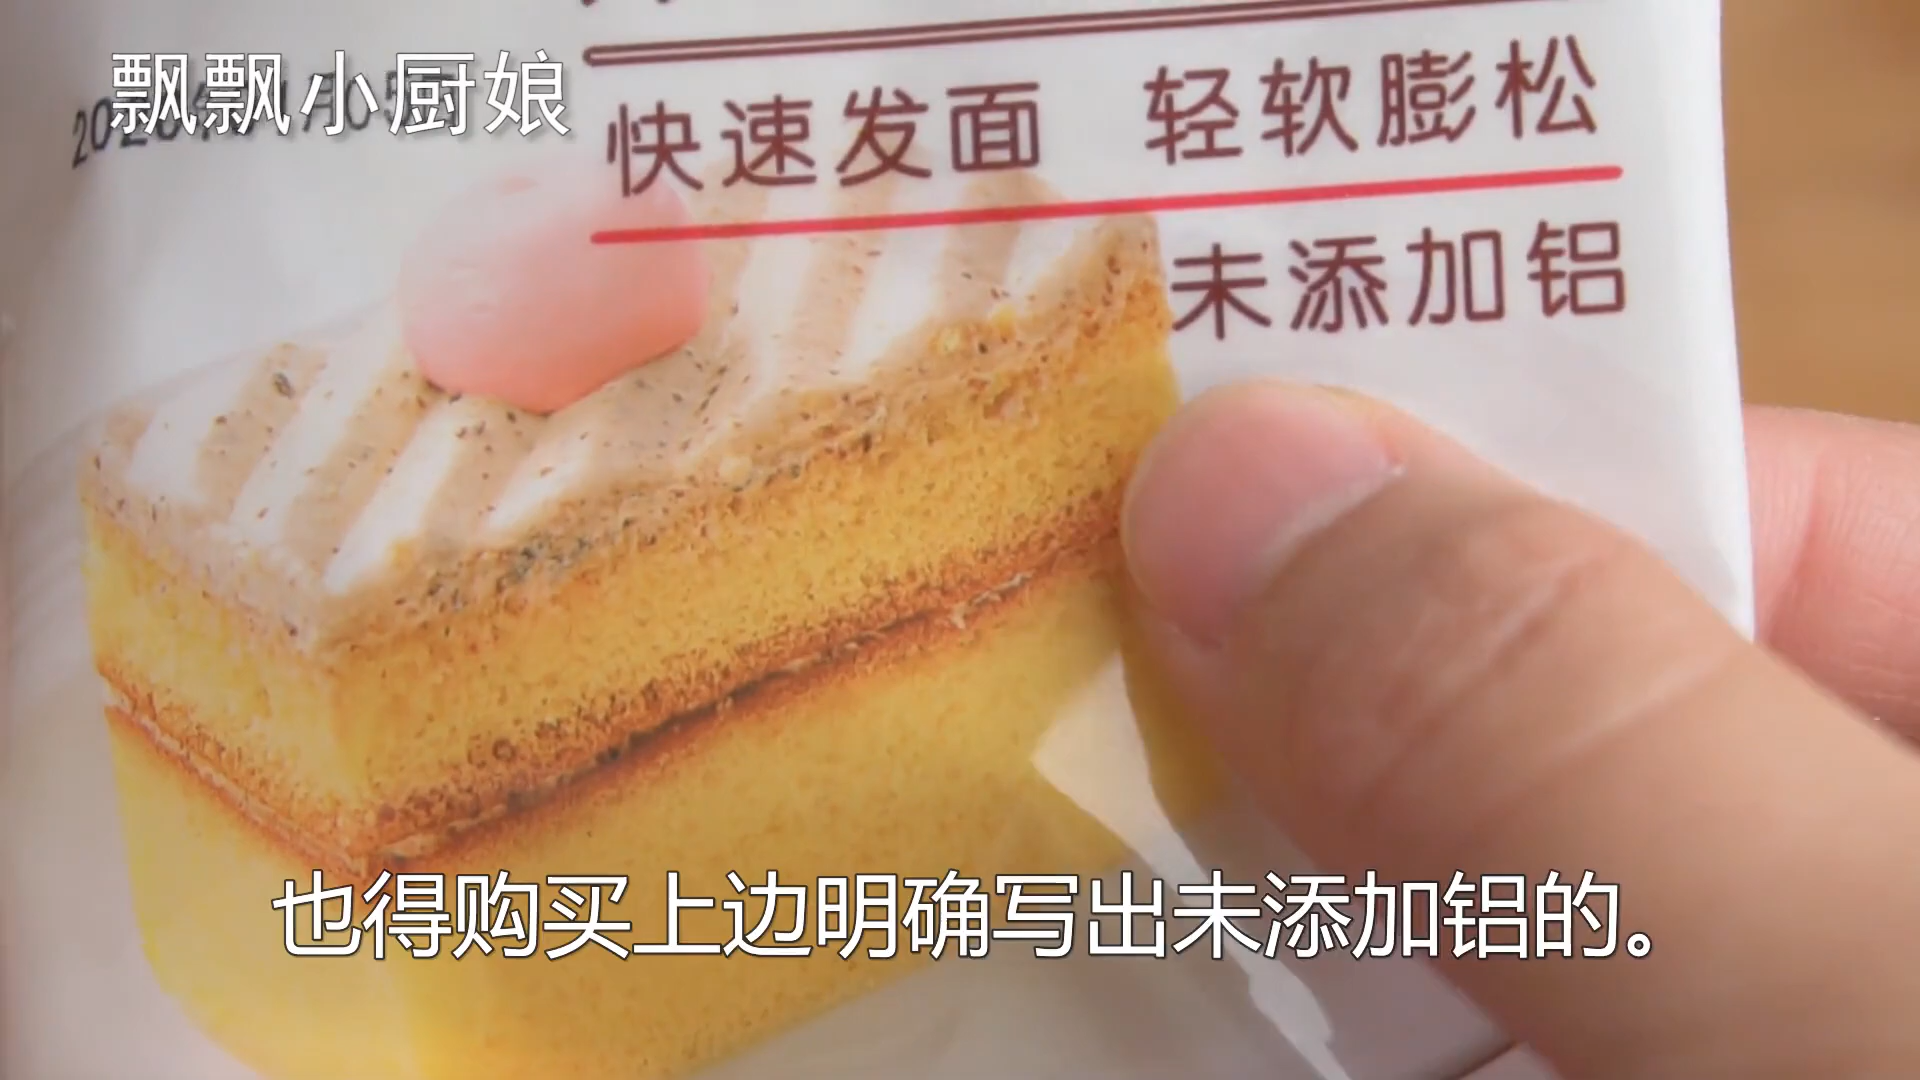 飘飘小厨娘
快速发面 轻软膨松
未添加铝
也得购买上边明确写出未添加铝的。